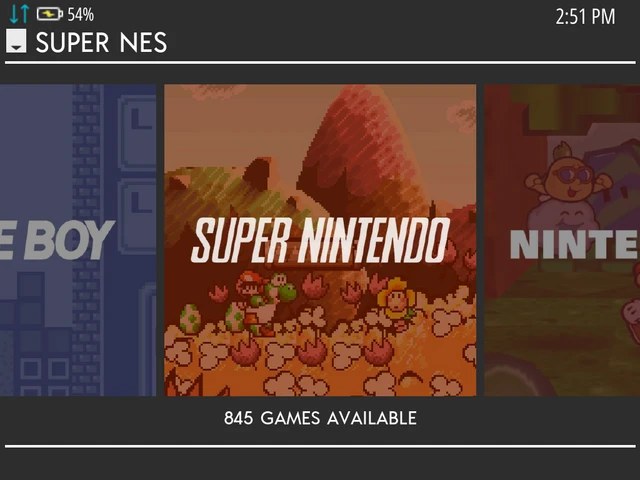 54%
2:51 PM
SUPER NES
E BOY
SUPER NINTENDO
NINTE
845 GAMES AVAILABLE